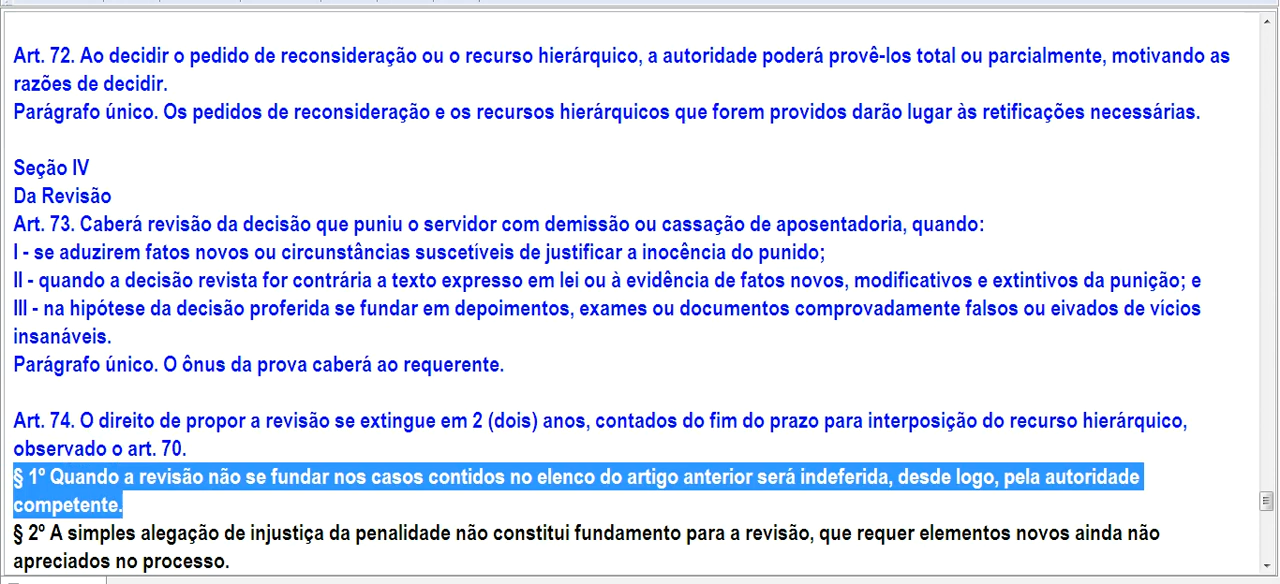 Art. 72. Ao decidir o pedido de reconsideração ou o recurso hierárquico, a autoridade poderá provê-los total ou parcialmente, motivando as
razões de decidir.
Parágrafo único. Os pedidos de reconsideração e os recursos hierárquicos que forem providos darão lugar às retificações necessárias.
Seção IV
Da Revisão
Art. 73. Caberá revisão da decisão que puniu o servidor com demissão ou cassação de aposentadoria, quando:
I - se aduzirem fatos novos ou circunstâncias suscetíveis de justificar a inocência do punido;
II - quando a decisão revista for contrária a texto expresso em lei ou à evidência de fatos novos, modificativos e extintivos da punição; e
III - na hipótese da decisão proferida se fundar em depoimentos, exames ou documentos comprovadamente falsos ou eivados de vícios
insanáveis.
Parágrafo único. O ônus da prova caberá ao requerente.
Art. 74. O direito de propor a revisão se extingue em 2 (dois) anos, contados do fim do prazo para interposição do recurso hierárquico,
observado o art. 70.
§ 1º Quando a revisão não se fundar nos casos contidos no elenco do artigo anterior será indeferida, desde logo, pela autoridade
competente.
§ 2º A simples alegação de injustiça da penalidade não constitui fundamento para a revisão, que requer elementos novos ainda não
apreciados no processo.